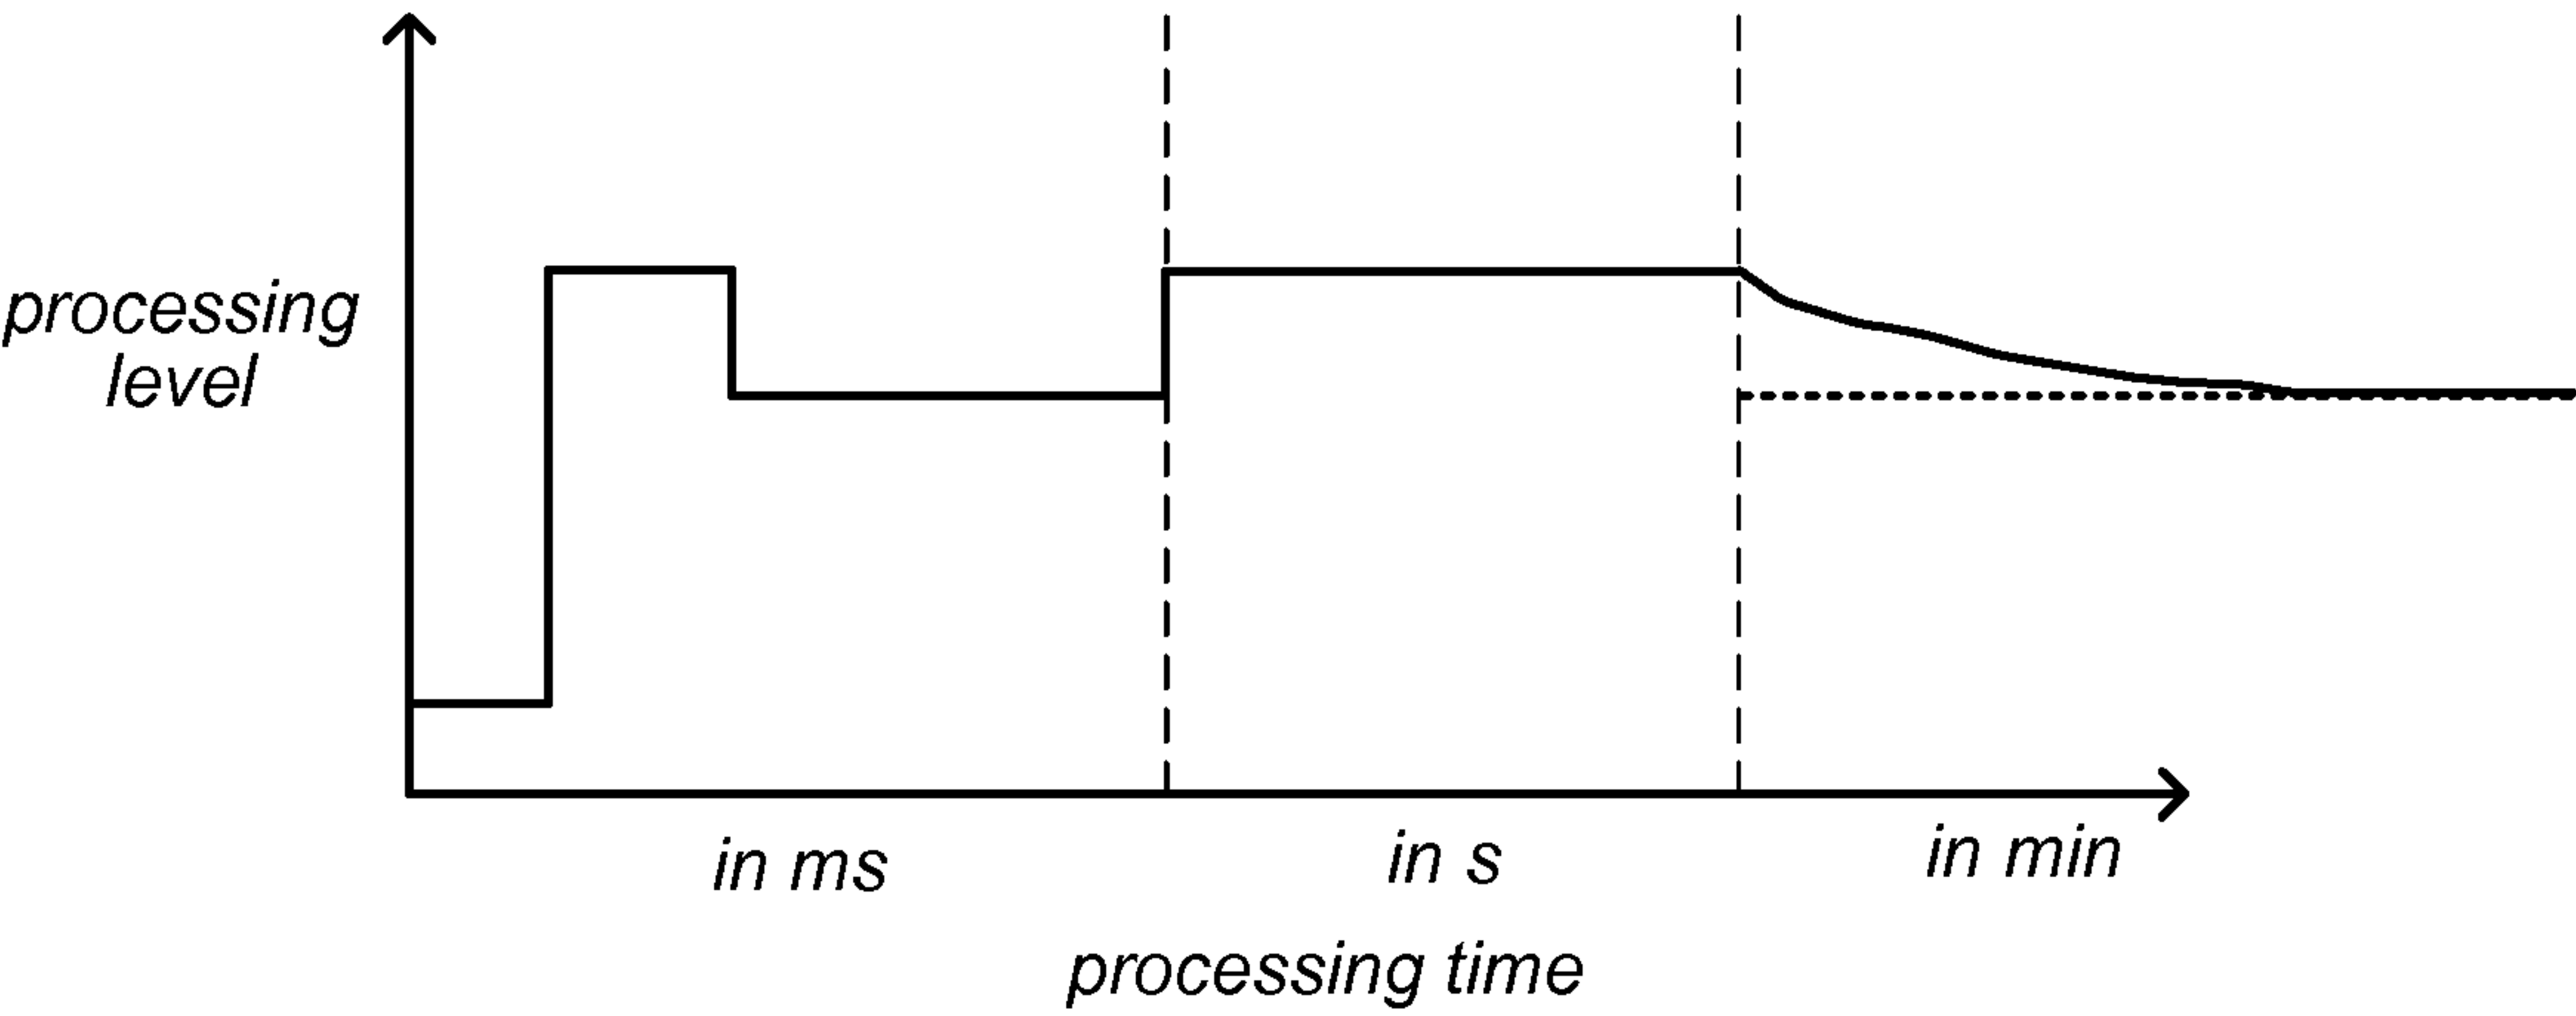 processing
level
in ms
in s
in min
processing time